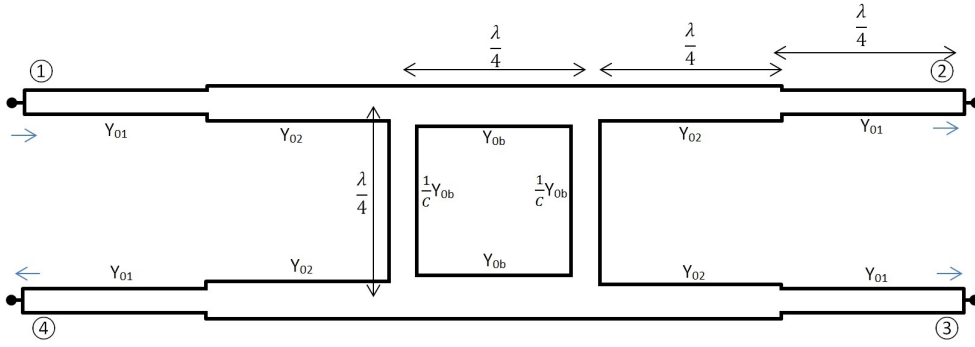 λ/4
λ/4 λ/4
① ②
Y₀₁ Y₀₂ Y₀b Y₀₂ Y₀₁
λ/4 1/c Y₀b 1/c Y₀b
Y₀₁ Y₀₂ Y₀b Y₀₂ Y₀₁
④ ③